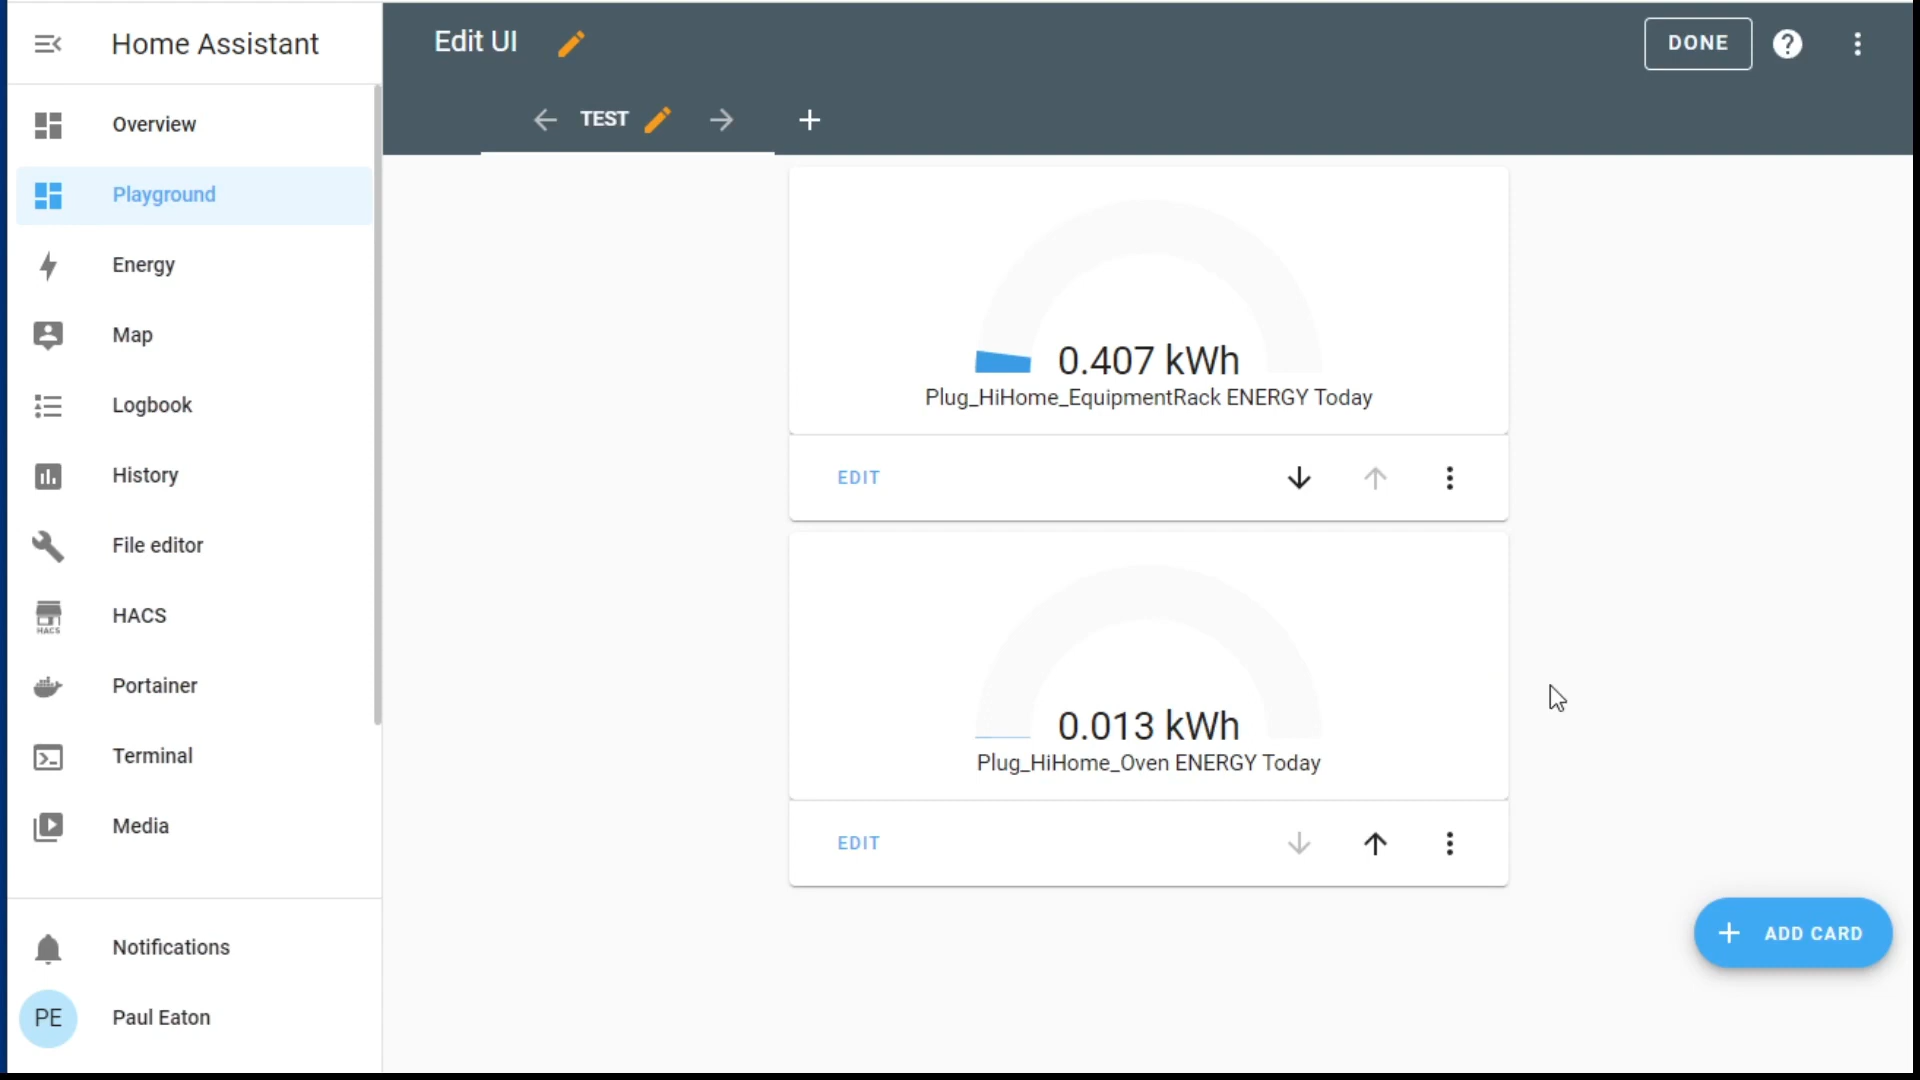 Home Assistant
Edit UI
DONE
Overview
TEST
Playground
Energy
Map
Logbook
History
File editor
HACS
HACS
Portainer
Terminal
Media
Notifications
PE
Paul Eaton
0.407 kWh
Plug_HiHome_EquipmentRack ENERGY Today
EDIT
0.013 kWh
Plug_HiHome_Oven ENERGY Today
EDIT
ADD CARD